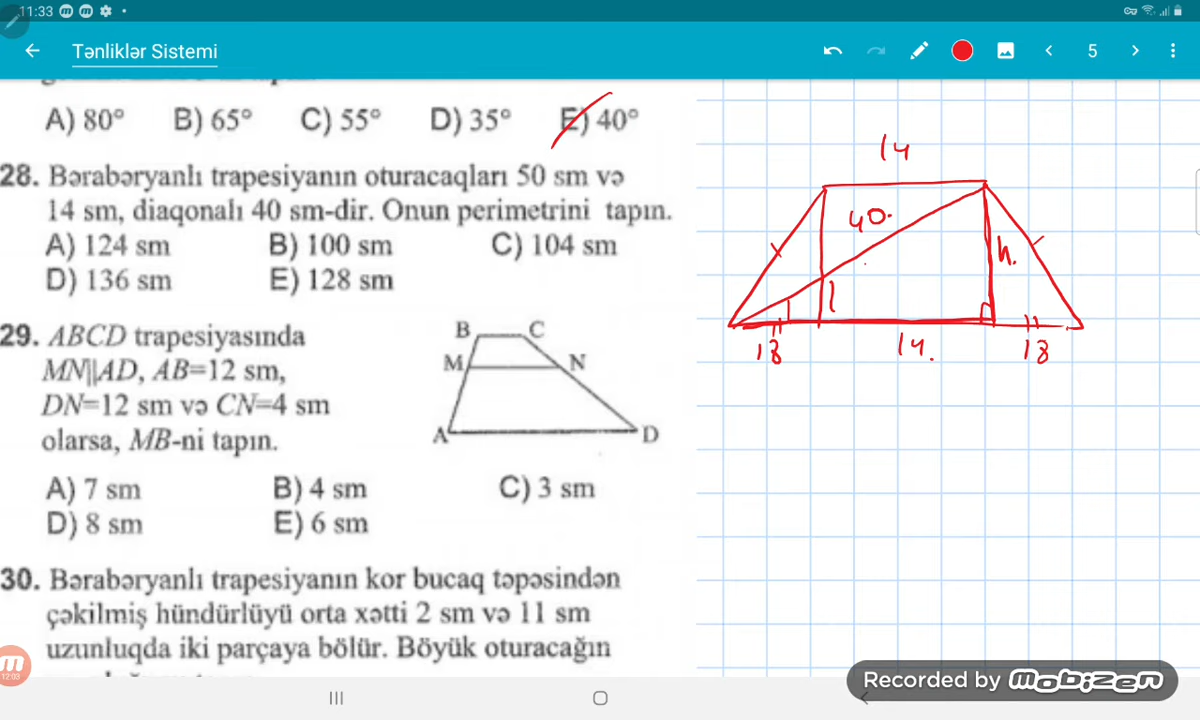 11:33
Tənliklər Sistemi
5
A) 80° B) 65° C) 55° D) 35° E) 40°
28. Bərabəryanlı trapesiyanın oturacaqları 50 sm və
14 sm, diaqonalı 40 sm-dir. Onun perimetrini tapın.
A) 124 sm B) 100 sm C) 104 sm
D) 136 sm E) 128 sm
29. ABCD trapesiyasında
MN||AD, AB=12 sm,
DN=12 sm və CN=4 sm
olarsa, MB-ni tapın.
B C
M N
A D
A) 7 sm B) 4 sm C) 3 sm
D) 8 sm E) 6 sm
30. Bərabəryanlı trapesiyanın kor bucaq təpəsindən
çəkilmiş hündürlüyü orta xətti 2 sm və 11 sm
uzunluqda iki parçaya bölür. Böyük oturacağın
14
40.
h.
18 14. 18
12:03
Recorded by mobizen